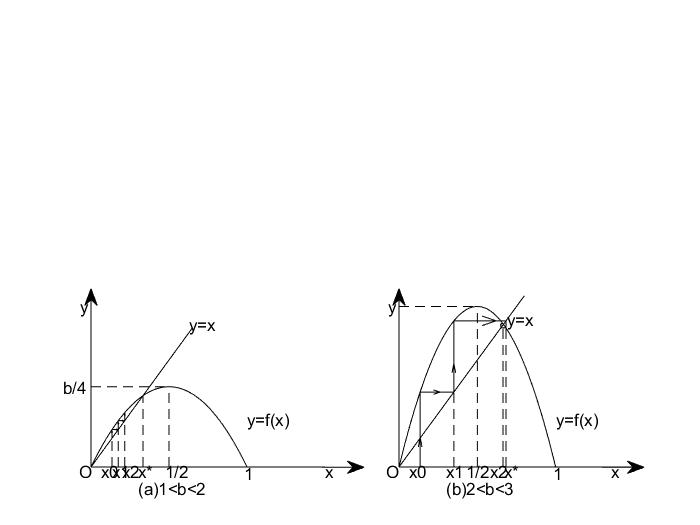 y
y=x
b/4
y=f(x)
O x0 x1 x2 x* 1/2 1 x
(a)1<b<2
y
y=x
y=f(x)
O x0 x1 1/2 x2 x* 1 x
(b)2<b<3